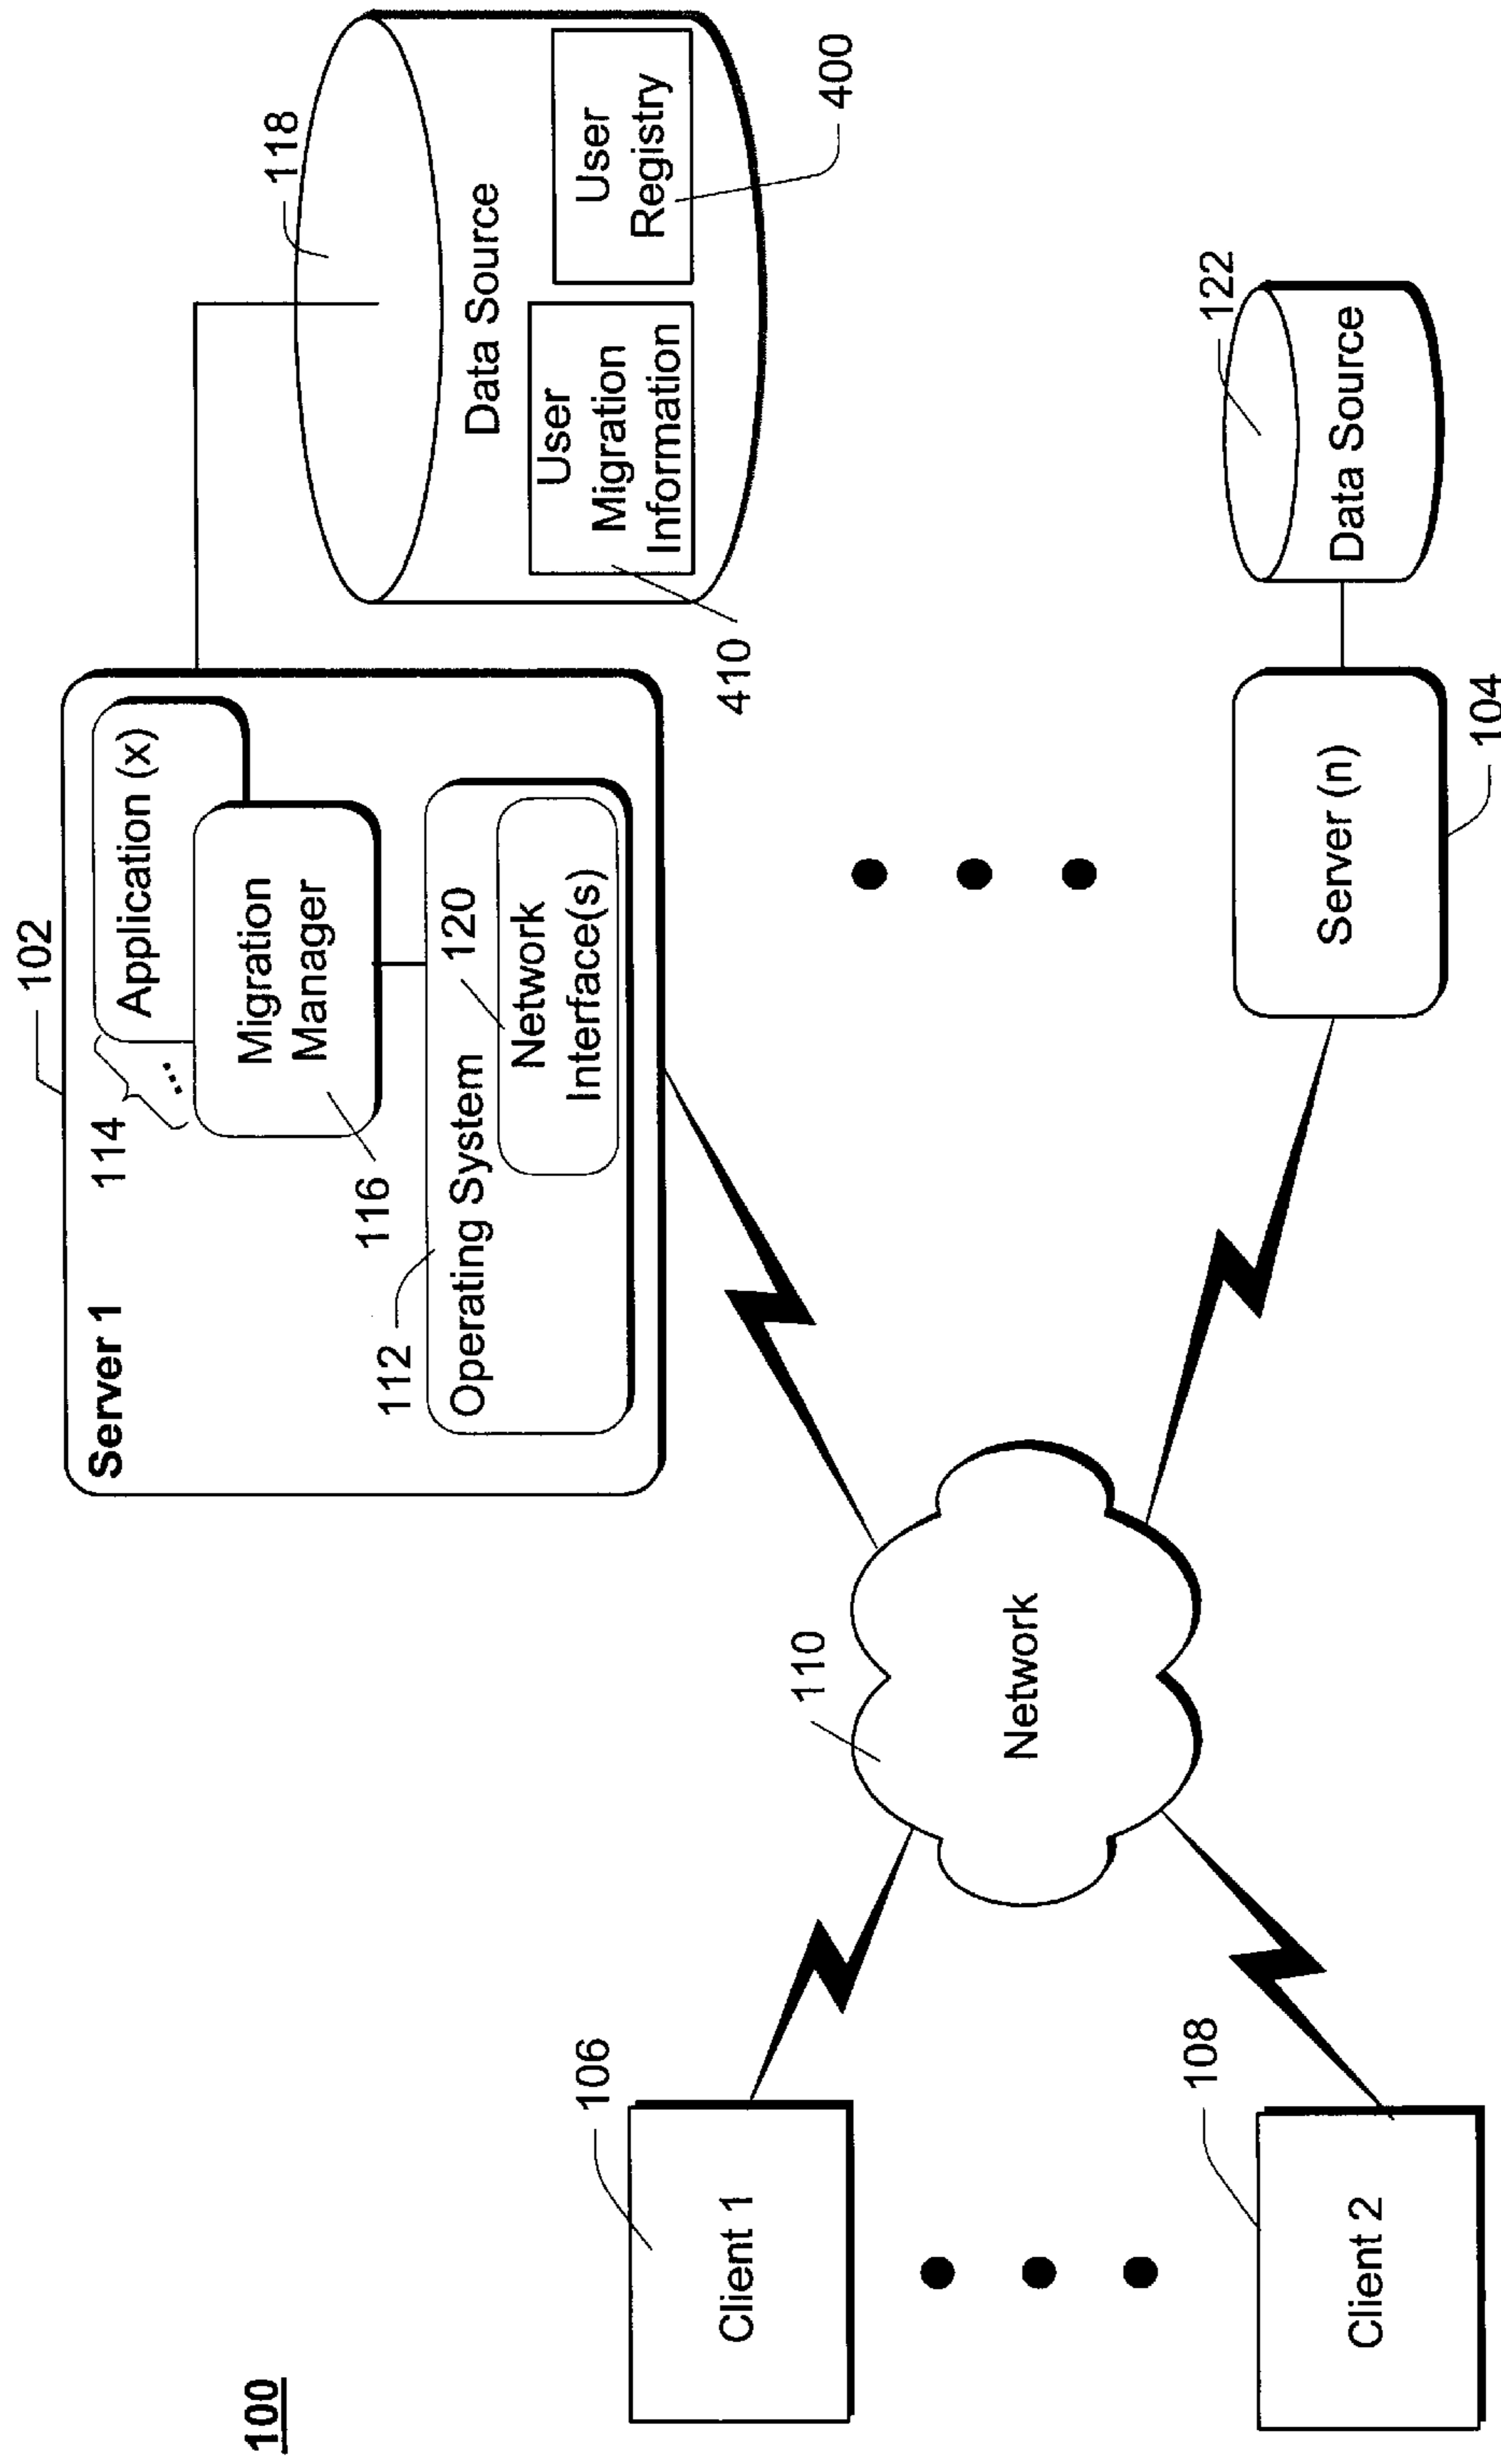 100
102
Server 1
114
...
Application (x)
116
Migration
Manager
112
Operating System
120
Network
Interface(s)
118
Data Source
User
Migration
Information
User
Registry
410
400
106
Client 1
110
Network
108
Client 2
Server (n)
104
122
Data Source